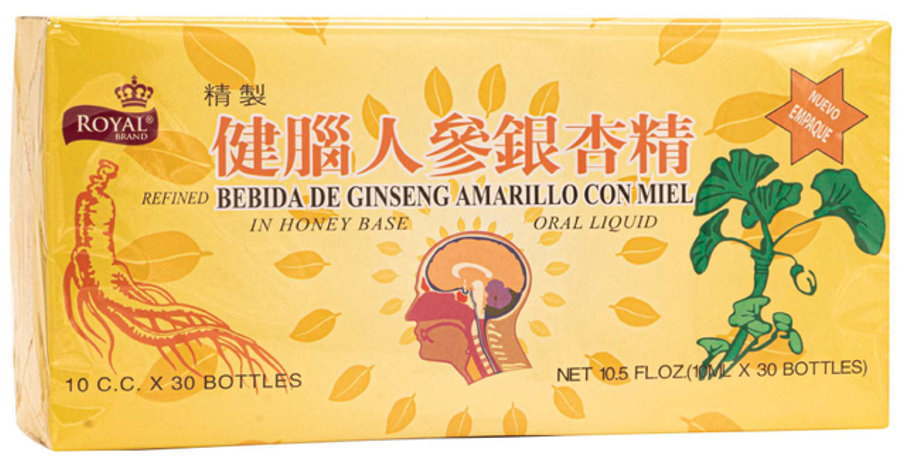 ROYAL®
BRAND
精製
健腦人參銀杏精
NUEVO
EMPAQUE
REFINED BEBIDA DE GINSENG AMARILLO CON MIEL
IN HONEY BASE ORAL LIQUID
10 C.C. X 30 BOTTLES
NET 10.5 FL.OZ.(10ML X 30 BOTTLES)